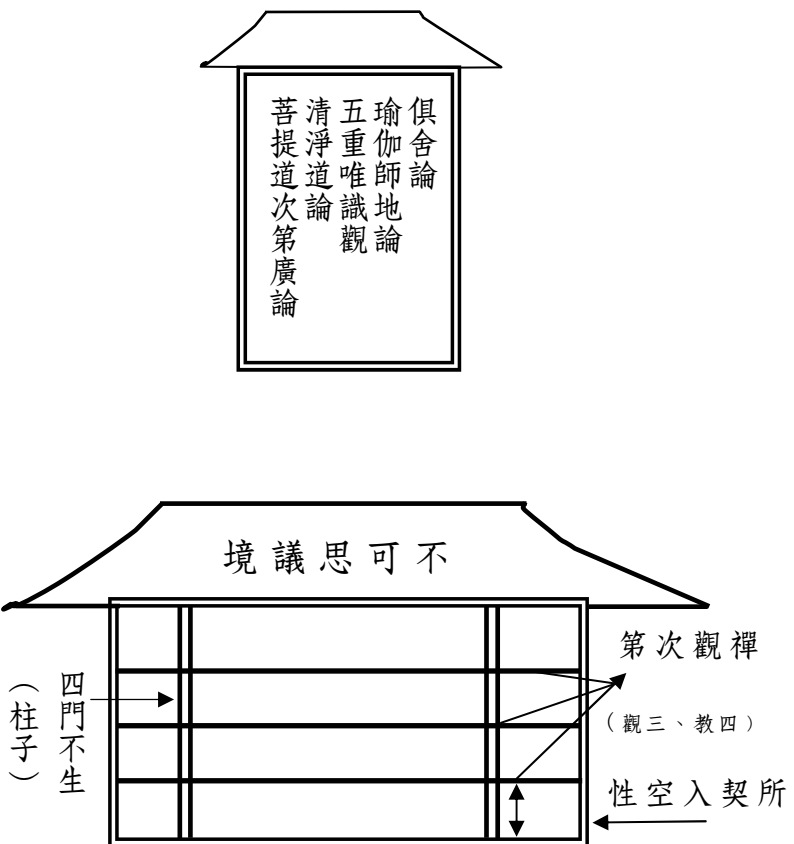 俱舍論
瑜伽師地論
五重唯識觀
清淨道論
菩提道次第廣論
不可思議境
禪觀次第
（四教、三觀）
所契入空性
四門不生
（柱子）